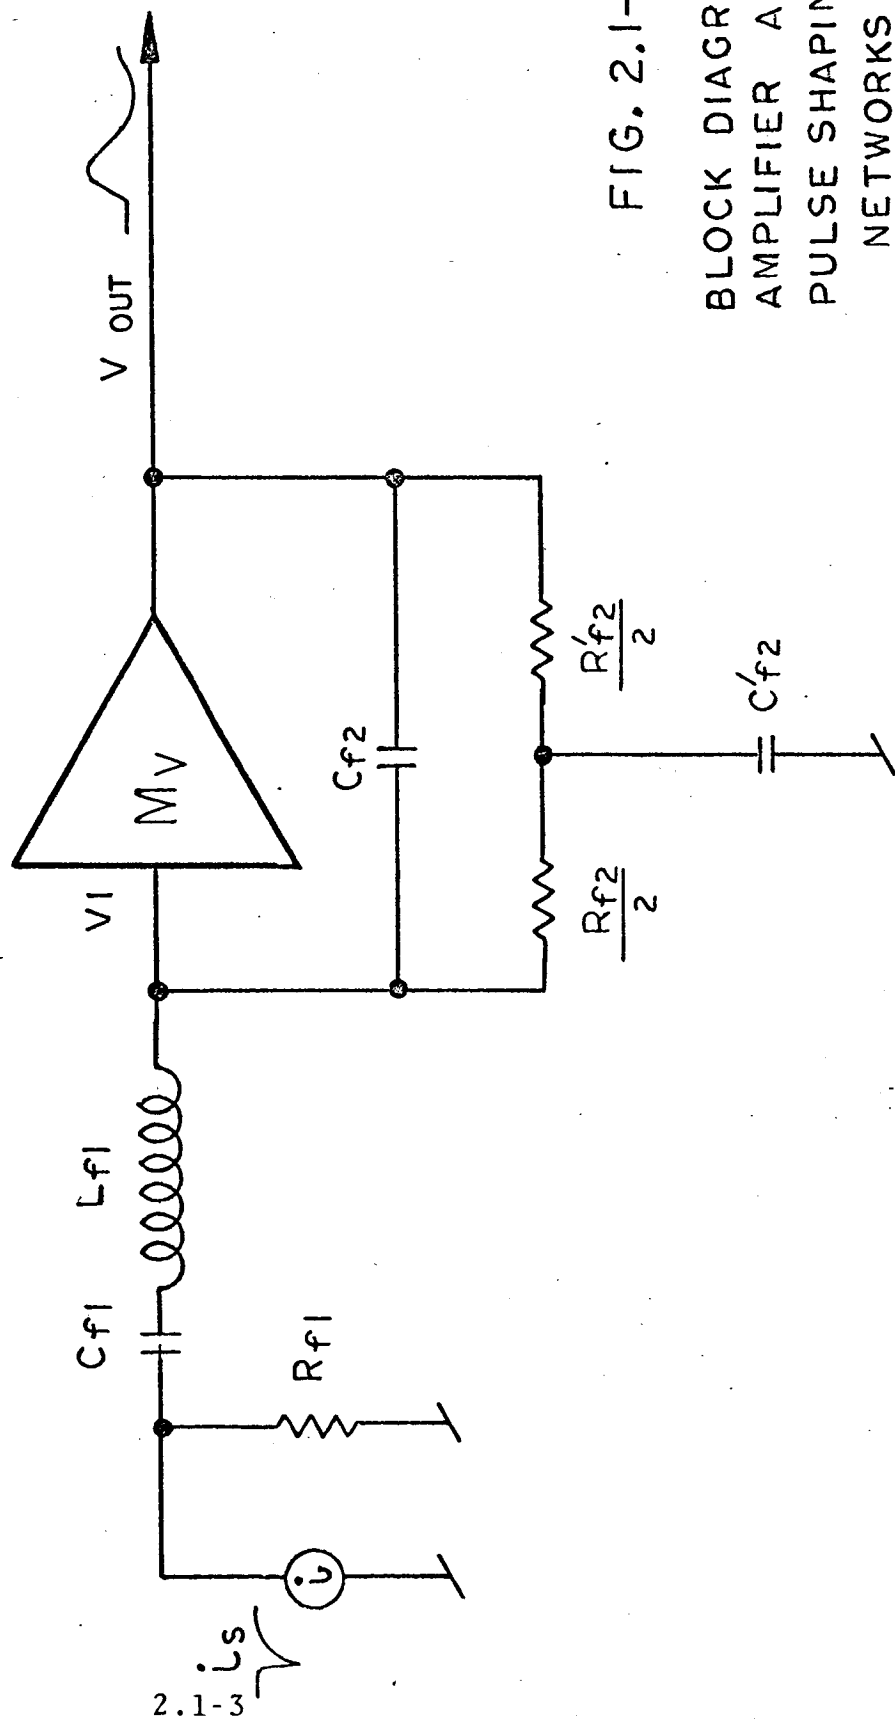 V OUT
V1
MV
Lf1
Cf1
Rf1
i
is
Cf2
Rf2
2
R'f2
2
C'f2
FIG. 2.1-
BLOCK DIAGR
AMPLIFIER A
PULSE SHAPIN
NETWORKS
2.1-3